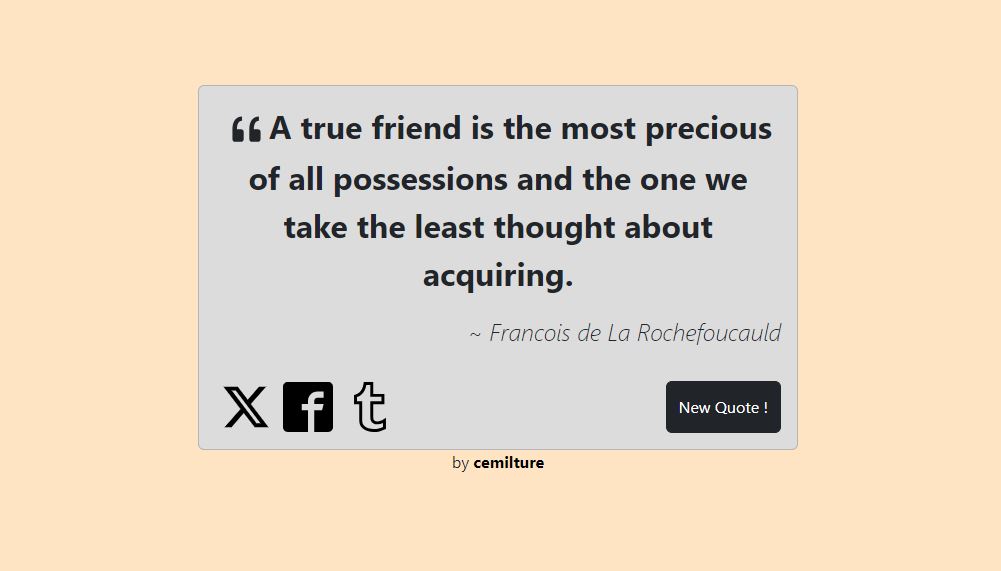 “ A true friend is the most precious
of all possessions and the one we
take the least thought about
acquiring.
~ Francois de La Rochefoucauld
New Quote !
by cemilture